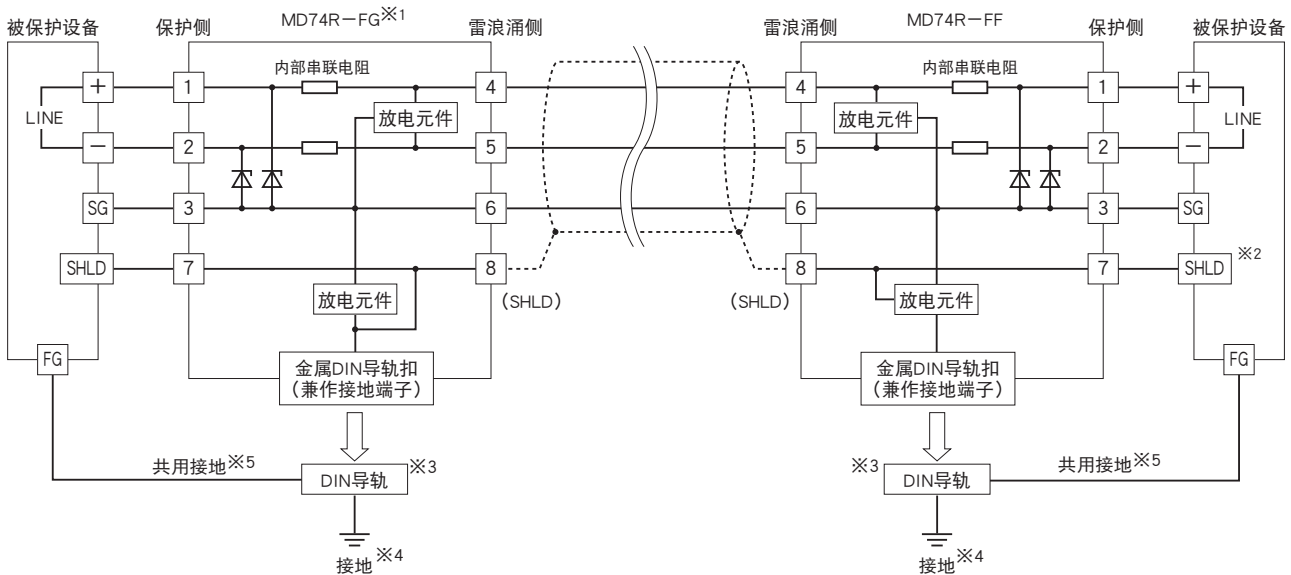 被保护设备 保护侧 MD74R-FG※1 雷浪涌侧 雷浪涌侧 MD74R-FF 保护侧 被保护设备
内部串联电阻 内部串联电阻
+ 1 4 4 1 +
LINE 放电元件 放电元件 LINE
- 2 5 5 2 -
SG 3 6 6 3 SG
SHLD 7 8 8 7 SHLD ※2
放电元件 (SHLD) (SHLD) 放电元件
FG 金属DIN导轨扣 金属DIN导轨扣 FG
(兼作接地端子) (兼作接地端子)
共用接地※5 DIN导轨 ※3 ※3 DIN导轨 共用接地※5
接地※4 接地※4